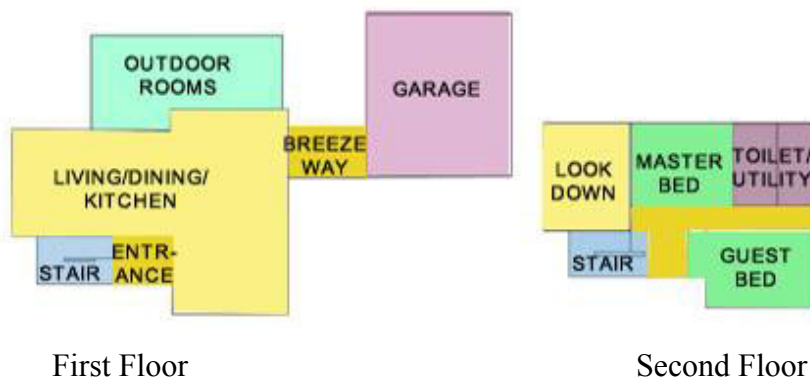 OUTDOOR
ROOMS
GARAGE
BREEZE
WAY
LIVING/DINING/
KITCHEN
ENTR-
ANCE
STAIR
LOOK
DOWN
MASTER
BED
TOILET/
UTILITY
STAIR
GUEST
BED
First Floor
Second Floor